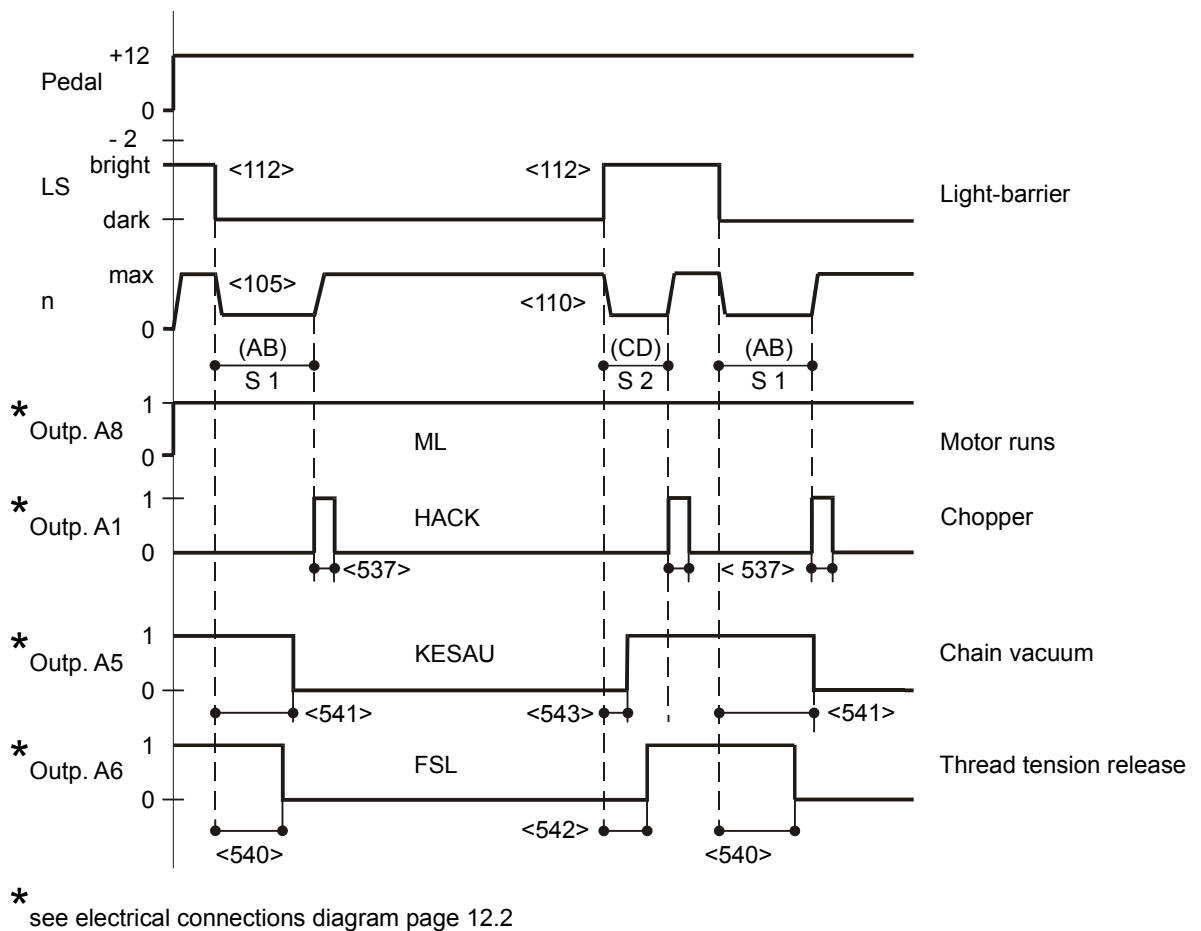 +12
Pedal
0
- 2
bright
<112>
<112>
LS
Light-barrier
dark
max
<105>
n
<110>
0
(AB)
(CD)
(AB)
S 1
S 2
S 1
1
* Outp. A8
ML
Motor runs
0
1
* Outp. A1
HACK
Chopper
0
<537>
< 537>
1
* Outp. A5
KESAU
Chain vacuum
0
<541>
<543>
<541>
1
* Outp. A6
FSL
Thread tension release
0
<542>
<540>
<540>
* see electrical connections diagram page 12.2